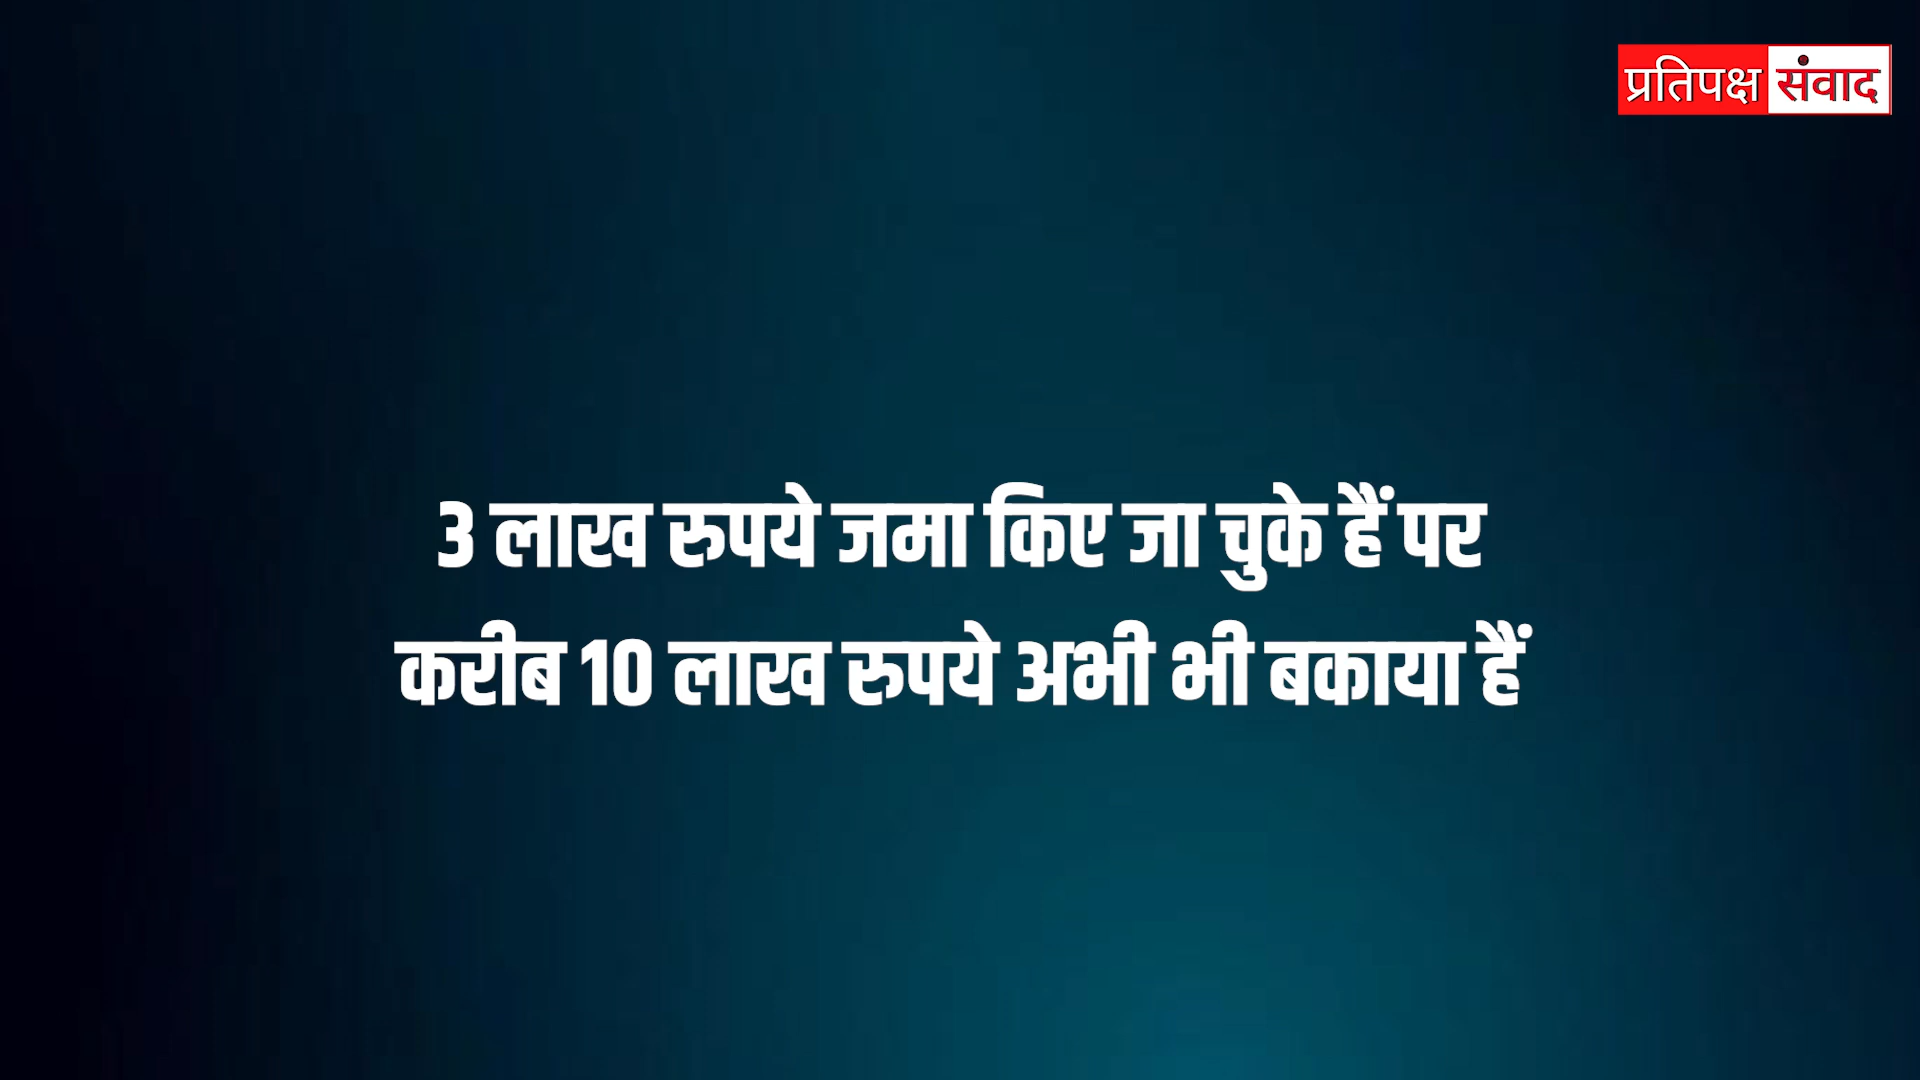 प्रतिपक्ष संवाद
3 लाख रुपये जमा किए जा चुके हैं पर
करीब 10 लाख रुपये अभी भी बकाया हैं